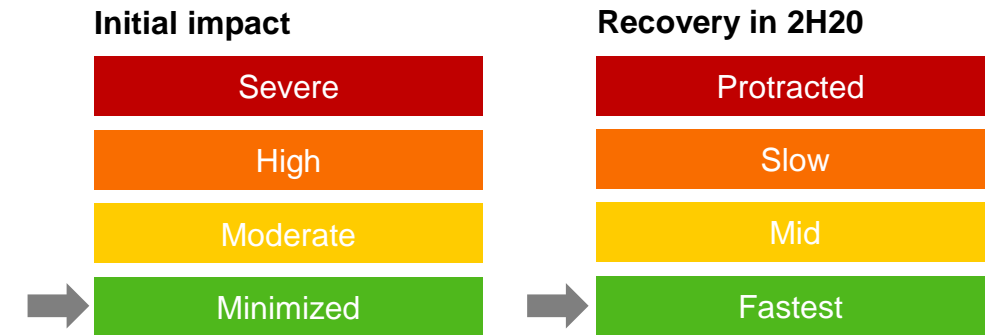 Initial impact
Severe
High
Moderate
Minimized
Recovery in 2H20
Protracted
Slow
Mid
Fastest